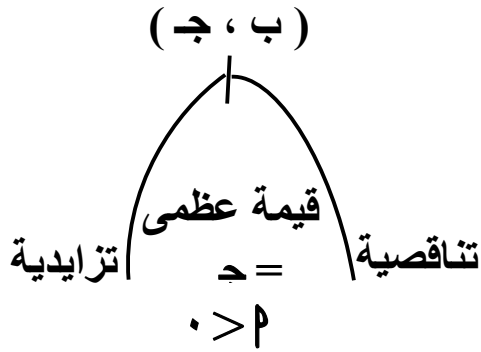 ( ب ، جـ )
قيمة عظمى
تناقصية = جـ تزايدية
أ < ٠